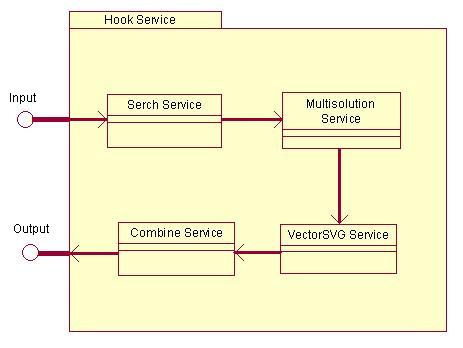 Hook Service
Input
Serch Service
Multisolution
Service
Output
Combine Service
VectorSVG Service